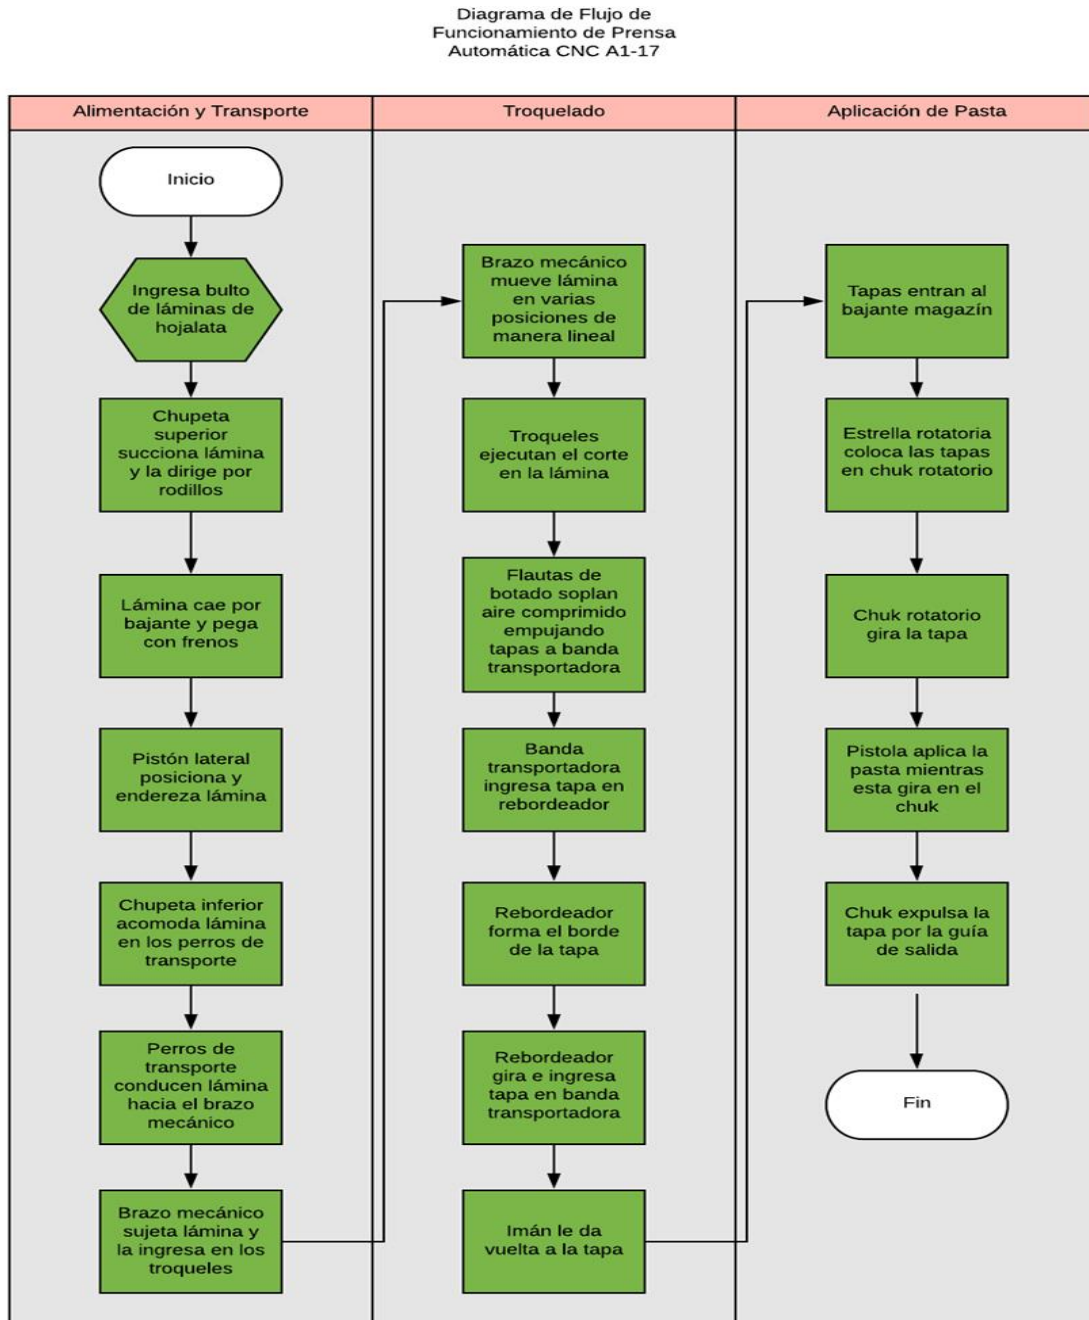 Diagrama de Flujo de
Funcionamiento de Prensa
Automática CNC A1-17
Alimentación y Transporte
Inicio
Ingresa bulto
de láminas de
hojalata
Chupeta
superior
succiona lámina
y la dirige por
rodillos
Lámina cae por
bajante y pega
con frenos
Pistón lateral
posiciona y
endereza lámina
Chupeta inferior
acomoda lámina
en los perros de
transporte
Perros de
transporte
conducen lámina
hacia el brazo
mecánico
Brazo mecánico
sujeta lámina y
la ingresa en los
troqueles
Troquelado
Brazo mecánico
mueve lámina
en varias
posiciones de
manera lineal
Troqueles
ejecutan el corte
en la lámina
Flautas de
botado soplan
aire comprimido
empujando
tapas a banda
transportadora
Banda
transportadora
ingresa tapa en
rebordeador
Rebordeador
forma el borde
de la tapa
Rebordeador
gira e ingresa
tapa en banda
transportadora
Imán le da
vuelta a la tapa
Aplicación de Pasta
Tapas entran al
bajante magazín
Estrella rotatoria
coloca las tapas
en chuk rotatorio
Chuk rotatorio
gira la tapa
Pistola aplica la
pasta mientras
esta gira en el
chuk
Chuk expulsa la
tapa por la guía
de salida
Fin